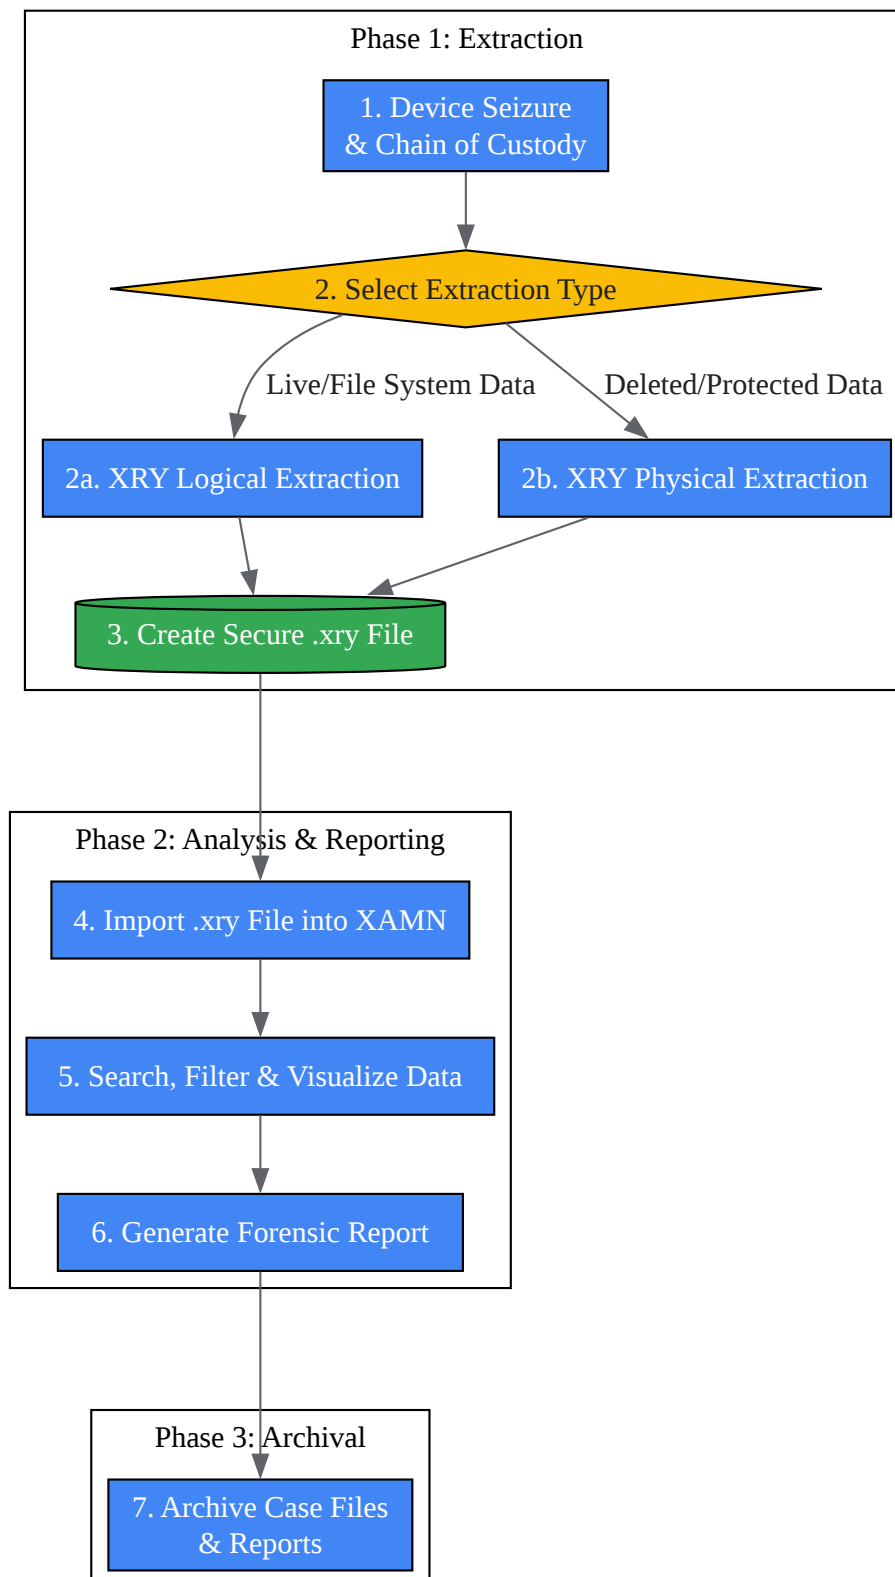 Phase 1: Extraction
1. Device Seizure
& Chain of Custody
2. Select Extraction Type
Live/File System Data
Deleted/Protected Data
2a. XRY Logical Extraction
2b. XRY Physical Extraction
3. Create Secure .xry File
Phase 2: Analysis & Reporting
4. Import .xry File into XAMN
5. Search, Filter & Visualize Data
6. Generate Forensic Report
Phase 3: Archival
7. Archive Case Files
& Reports